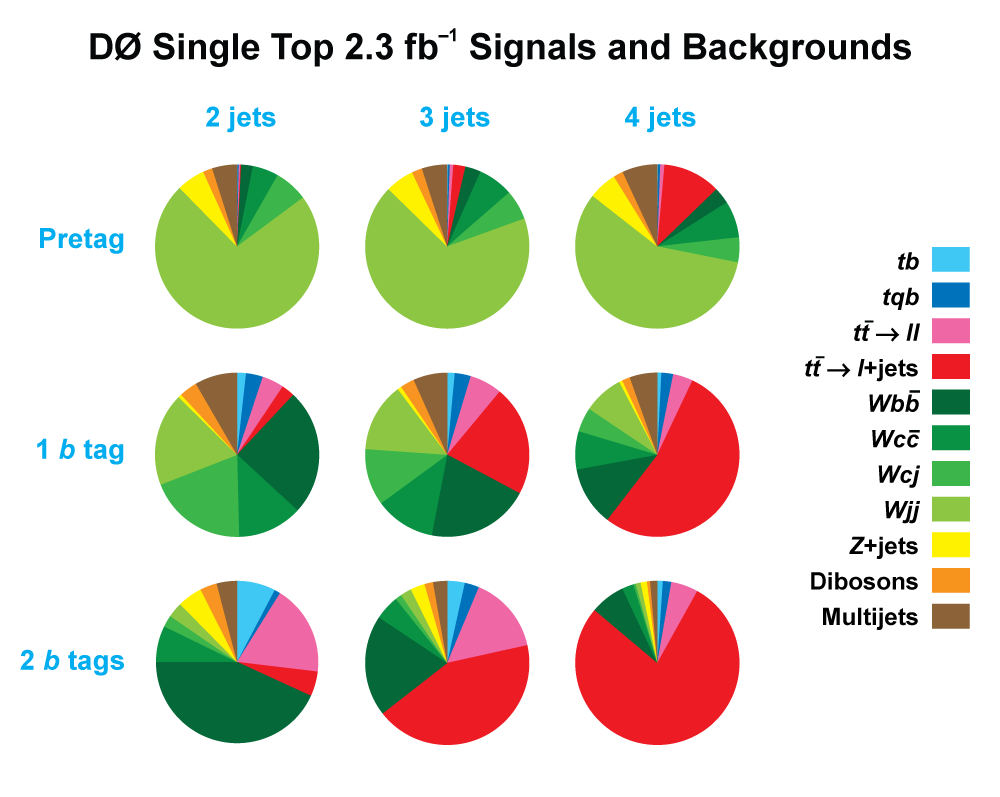 DØ Single Top 2.3 fb⁻¹ Signals and Backgrounds
2 jets 3 jets 4 jets
Pretag
1 b tag
2 b tags
tb
tqb
tt̄ → ll
tt̄ → l+jets
Wbb̄
Wcc̄
Wcj
Wjj
Z+jets
Dibosons
Multijets